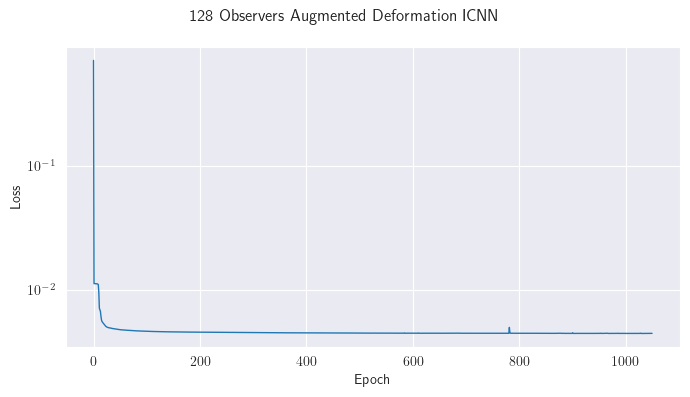 128 Observers Augmented Deformation ICNN
10⁻¹
10⁻²
Loss
0 200 400 600 800 1000
Epoch